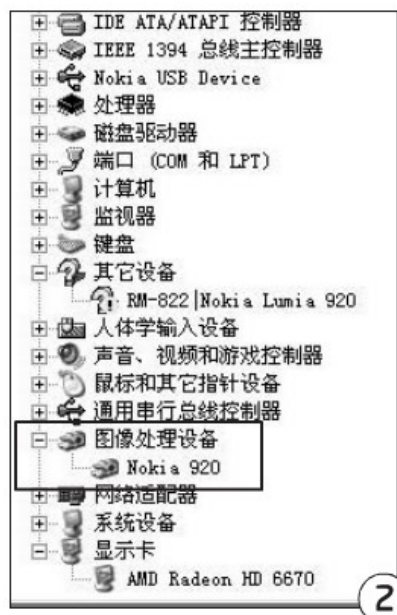 IDE ATA/ATAPI 控制器
IEEE 1394 总线主控制器
Nokia USB Device
处理器
磁盘驱动器
端口 (COM 和 LPT)
计算机
监视器
键盘
其它设备
RM-822|Nokia Lumia 920
人体学输入设备
声音、视频和游戏控制器
鼠标和其它指针设备
通用串行总线控制器
图像处理设备
Nokia 920
网络适配器
系统设备
显示卡
AMD Radeon HD 6670
2